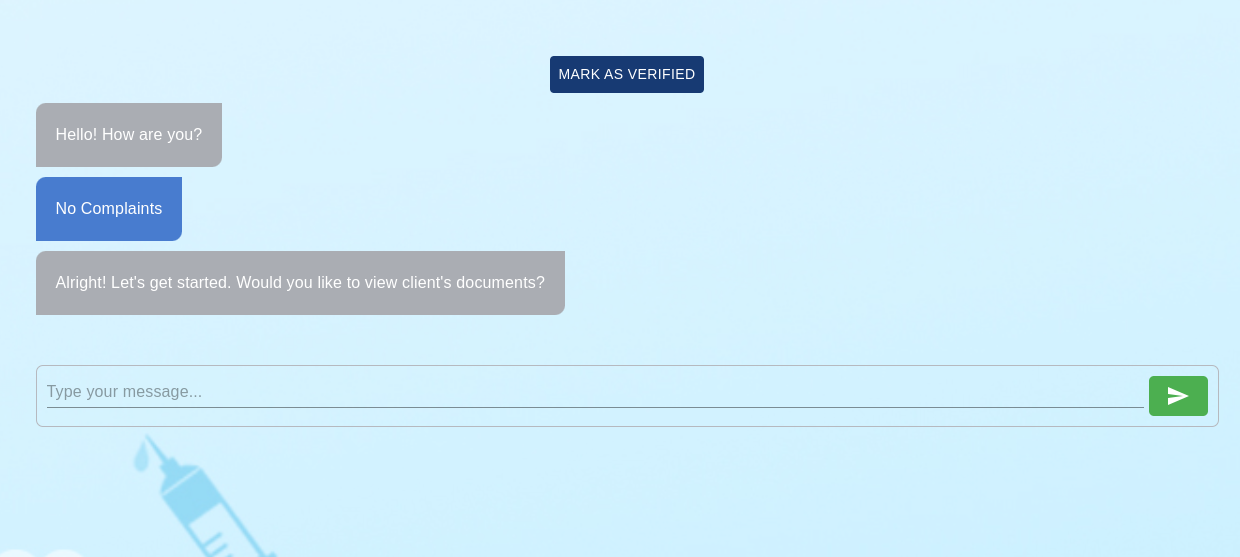 MARK AS VERIFIED
Hello! How are you?
No Complaints
Alright! Let's get started. Would you like to view client's documents?
Type your message...